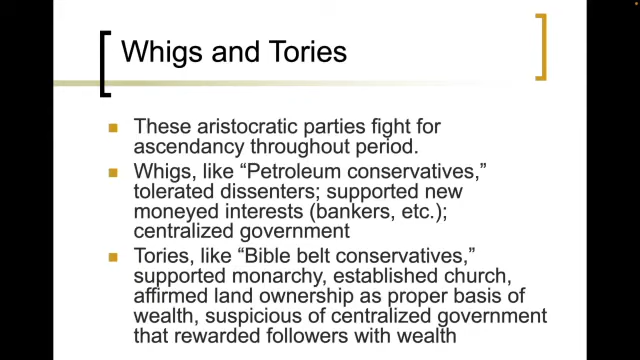 Whigs and Tories
These aristocratic parties fight for
ascendancy throughout period.
Whigs, like “Petroleum conservatives,”
tolerated dissenters; supported new
moneyed interests (bankers, etc.);
centralized government
Tories, like “Bible belt conservatives,”
supported monarchy, established church,
affirmed land ownership as proper basis of
wealth, suspicious of centralized government
that rewarded followers with wealth